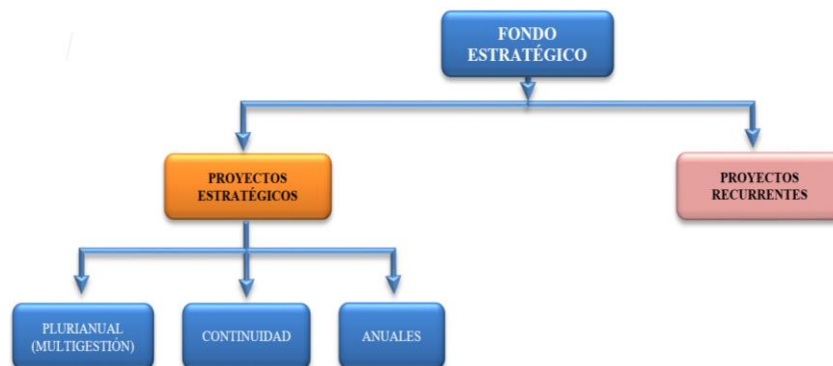 FONDO
ESTRATÉGICO
PROYECTOS
ESTRATÉGICOS
PROYECTOS
RECURRENTES
PLURIANUAL
(MULTIGESTIÓN)
CONTINUIDAD
ANUALES